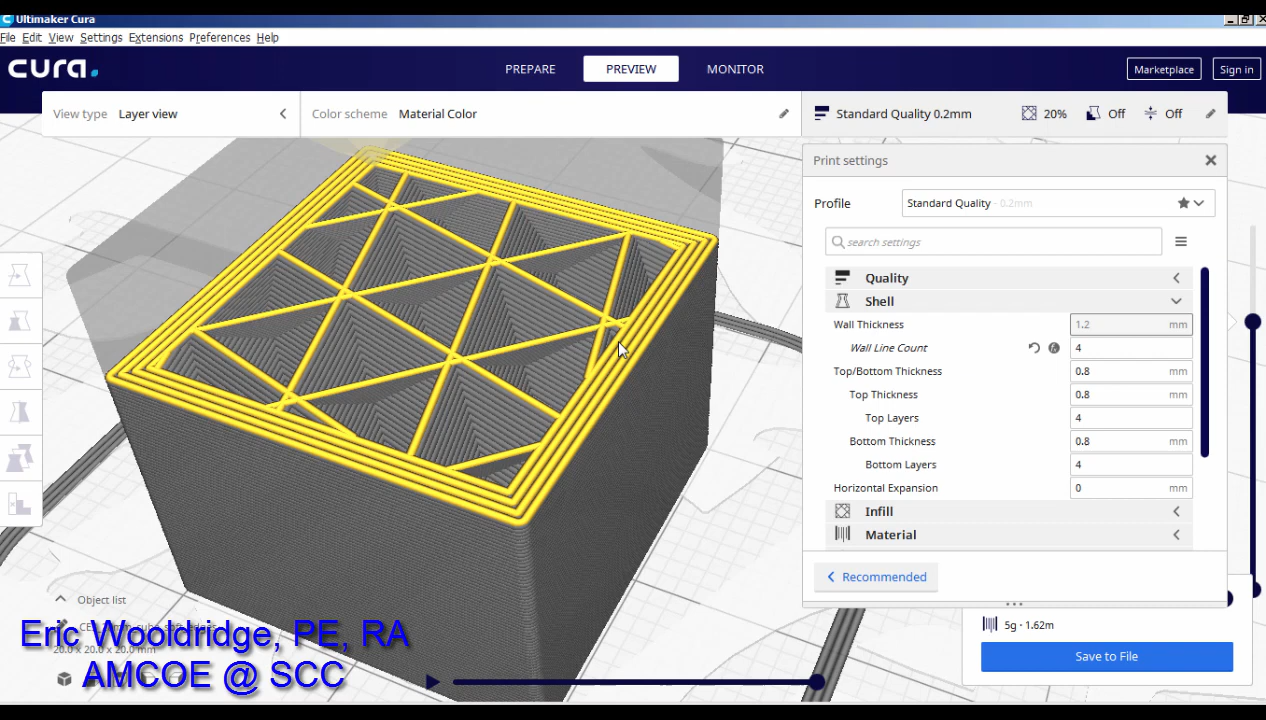 Ultimaker Cura
File Edit View Settings Extensions Preferences Help
cura.
PREPARE PREVIEW MONITOR
Marketplace Sign in
View type Layer view
Color scheme Material Color
Standard Quality 0.2mm 20% Off Off
Print settings
Profile Standard Quality - 0.2mm
search settings
Quality
Shell
Wall Thickness 1.2 mm
Wall Line Count 4
Top/Bottom Thickness 0.8 mm
Top Thickness 0.8 mm
Top Layers 4
Bottom Thickness 0.8 mm
Bottom Layers 4
Horizontal Expansion 0 mm
Infill
Material
Recommended
Object list
Eric Wooldridge, PE, RA
20.0 x 20.0 x 20.0 mm
AMCOE @ SCC
5g - 1.62m
Save to File